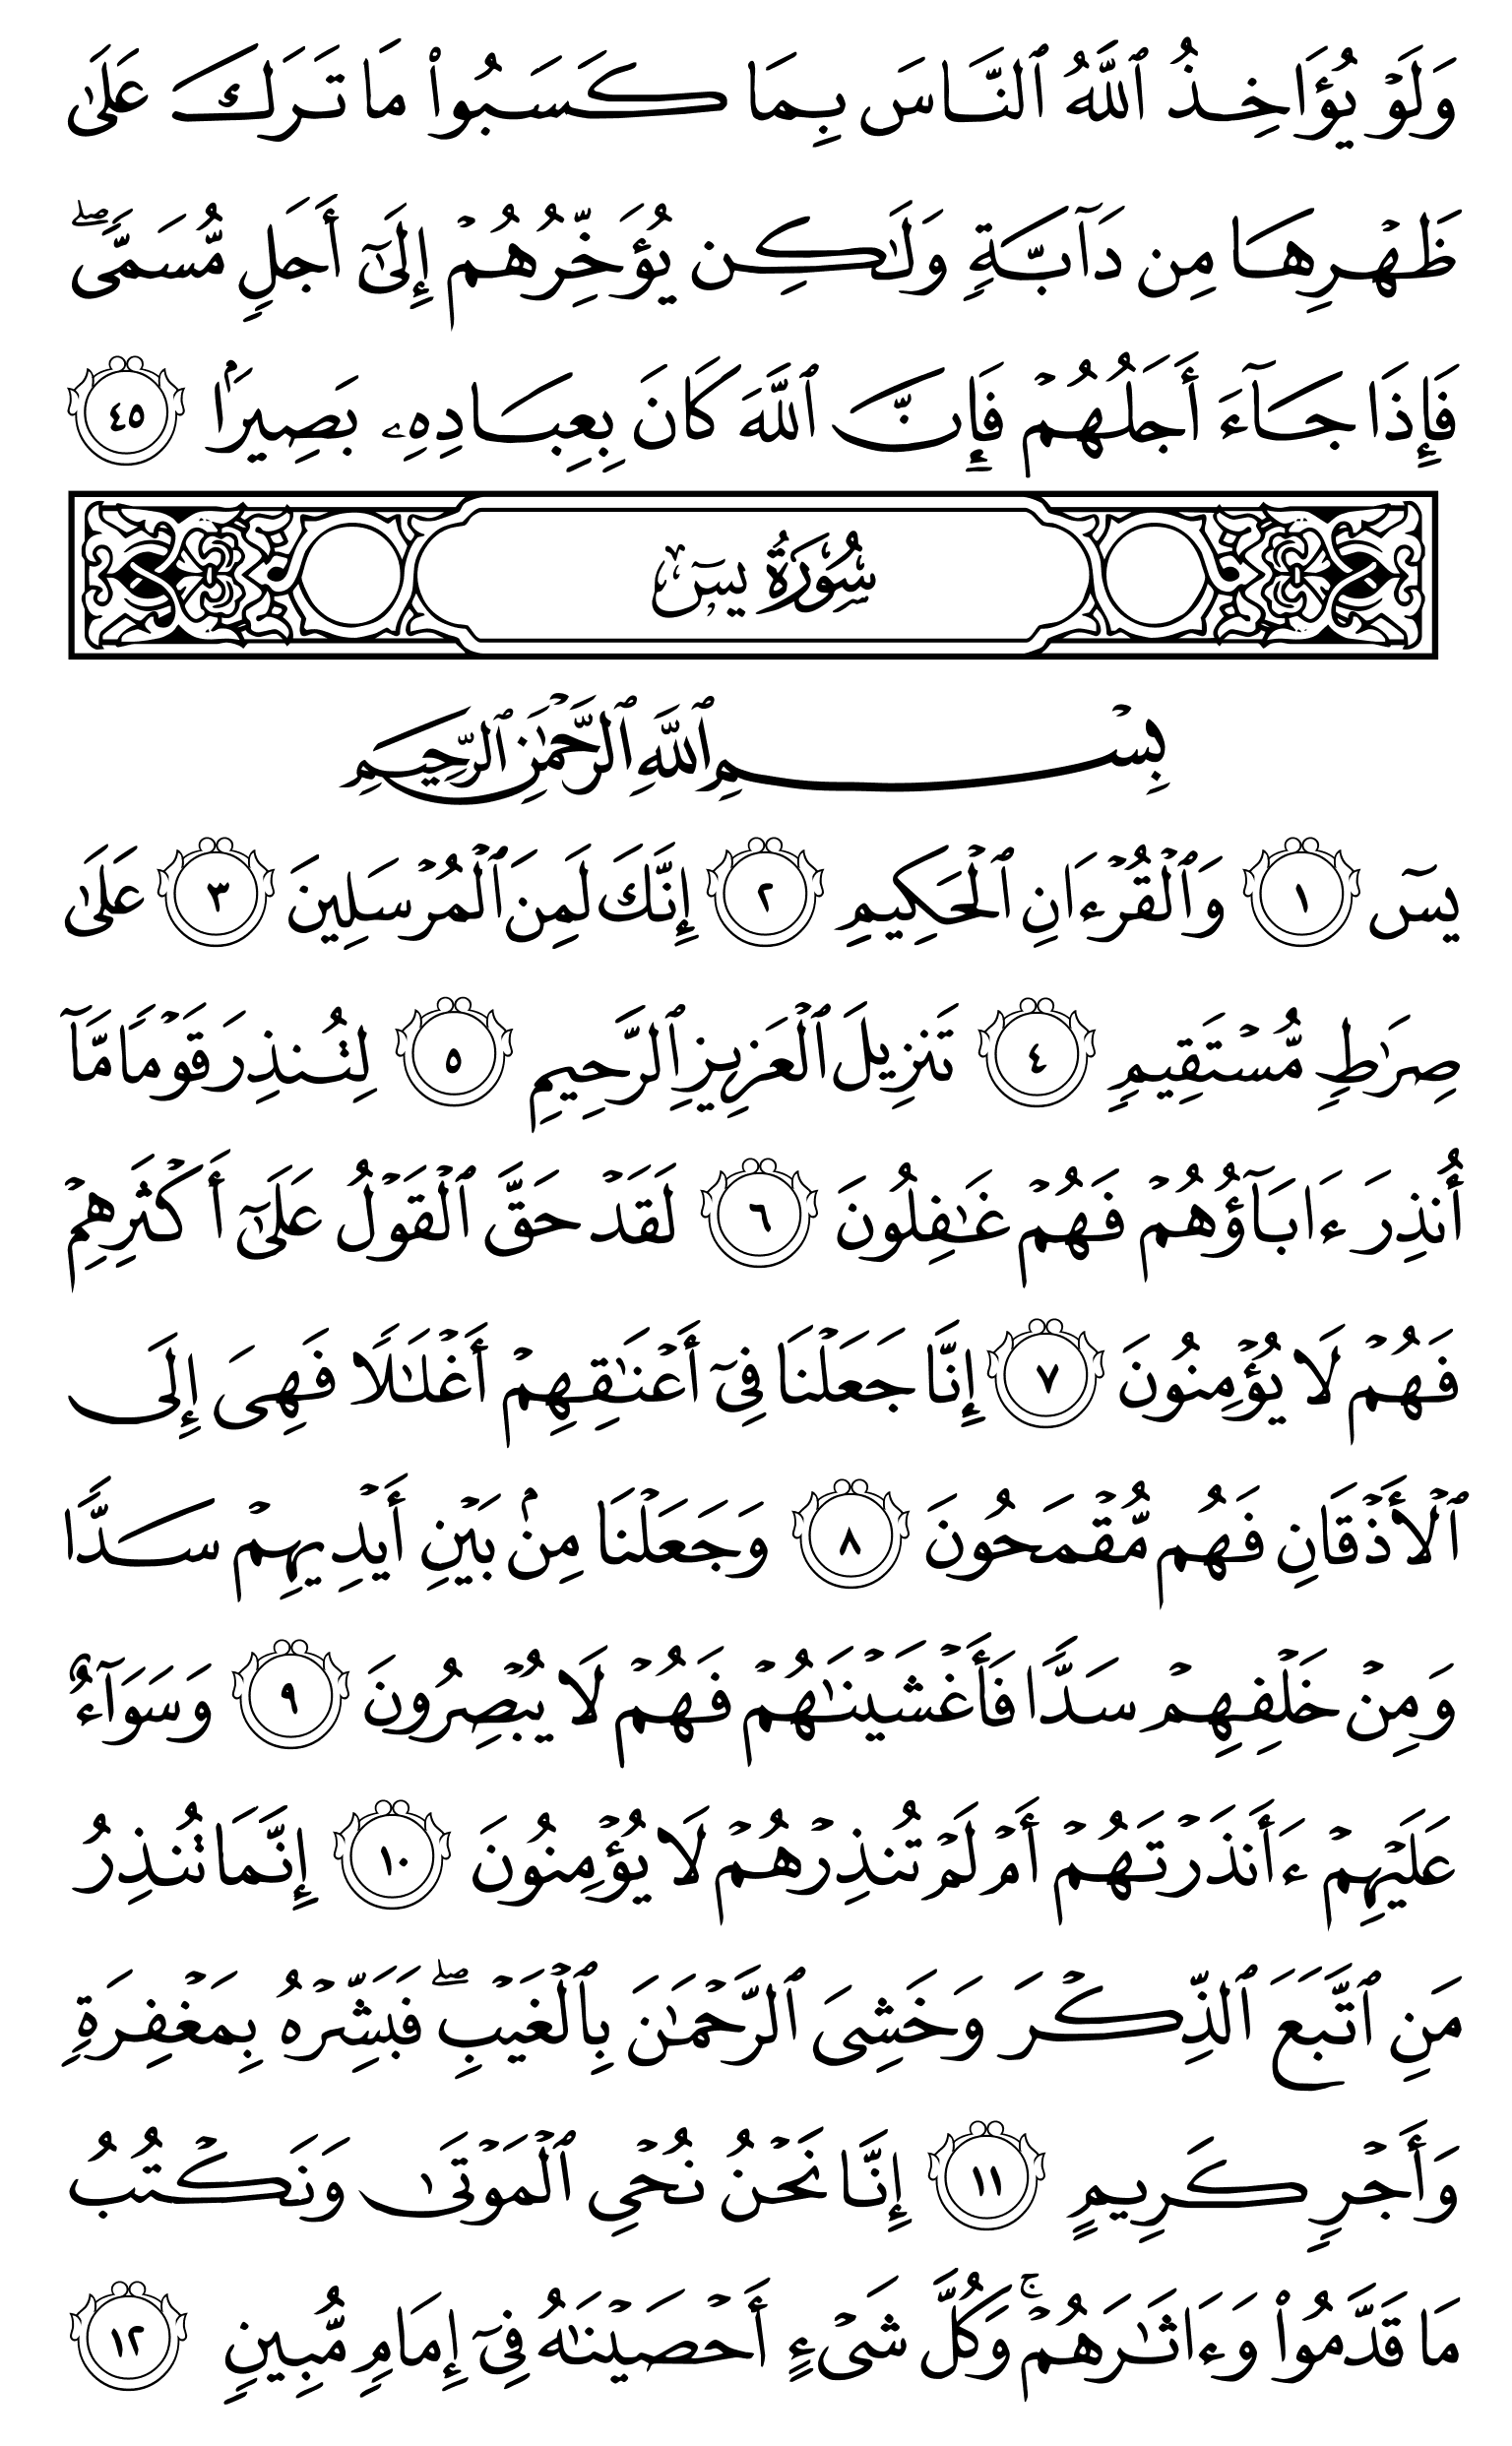 وَلَوۡ يُؤَاخِذُ ٱللَّهُ ٱلنَّاسَ بِمَا كَسَبُواْ مَا تَرَكَ عَلَىٰ
ظَهۡرِهَا مِن دَآبَّةٖ وَلَٰكِن يُؤَخِّرُهُمۡ إِلَىٰٓ أَجَلٖ مُّسَمّٗىۖ
فَإِذَا جَآءَ أَجَلُهُمۡ فَإِنَّ ٱللَّهَ كَانَ بِعِبَادِهِۦ بَصِيرَۢا ٤٥
سُورَةُ يسٓ
بِسۡمِ ٱللَّهِ ٱلرَّحۡمَٰنِ ٱلرَّحِيمِ
يسٓ ١ وَٱلۡقُرۡءَانِ ٱلۡحَكِيمِ ٢ إِنَّكَ لَمِنَ ٱلۡمُرۡسَلِينَ ٣ عَلَىٰ
صِرَٰطٖ مُّسۡتَقِيمٖ ٤ تَنزِيلَ ٱلۡعَزِيزِ ٱلرَّحِيمِ ٥ لِتُنذِرَ قَوۡمٗا مَّآ
أُنذِرَ ءَابَآؤُهُمۡ فَهُمۡ غَٰفِلُونَ ٦ لَقَدۡ حَقَّ ٱلۡقَوۡلُ عَلَىٰٓ أَكۡثَرِهِمۡ
فَهُمۡ لَا يُؤۡمِنُونَ ٧ إِنَّا جَعَلۡنَا فِيٓ أَعۡنَٰقِهِمۡ أَغۡلَٰلٗا فَهِيَ إِلَى
ٱلۡأَذۡقَانِ فَهُم مُّقۡمَحُونَ ٨ وَجَعَلۡنَا مِنۢ بَيۡنِ أَيۡدِيهِمۡ سَدّٗا
وَمِنۡ خَلۡفِهِمۡ سَدّٗا فَأَغۡشَيۡنَٰهُمۡ فَهُمۡ لَا يُبۡصِرُونَ ٩ وَسَوَآءٌ
عَلَيۡهِمۡ ءَأَنذَرۡتَهُمۡ أَمۡ لَمۡ تُنذِرۡهُمۡ لَا يُؤۡمِنُونَ ١٠ إِنَّمَا تُنذِرُ
مَنِ ٱتَّبَعَ ٱلذِّكۡرَ وَخَشِيَ ٱلرَّحۡمَٰنَ بِٱلۡغَيۡبِۖ فَبَشِّرۡهُ بِمَغۡفِرَةٖ
وَأَجۡرٖ كَرِيمٍ ١١ إِنَّا نَحۡنُ نُحۡيِ ٱلۡمَوۡتَىٰ وَنَكۡتُبُ
مَا قَدَّمُواْ وَءَاثَٰرَهُمۡۚ وَكُلَّ شَيۡءٍ أَحۡصَيۡنَٰهُ فِيٓ إِمَامٖ مُّبِينٖ ١٢